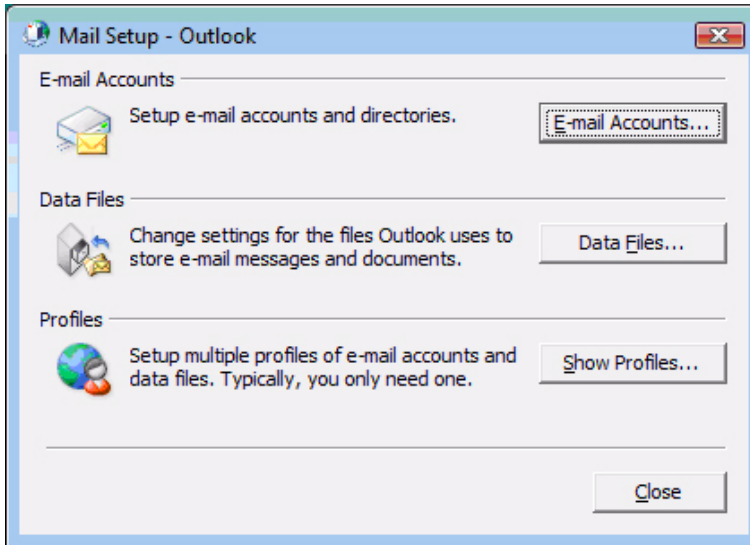 Mail Setup - Outlook
E-mail Accounts
Setup e-mail accounts and directories.
E-mail Accounts...
Data Files
Change settings for the files Outlook uses to
store e-mail messages and documents.
Data Files...
Profiles
Setup multiple profiles of e-mail accounts and
data files. Typically, you only need one.
Show Profiles...
Close